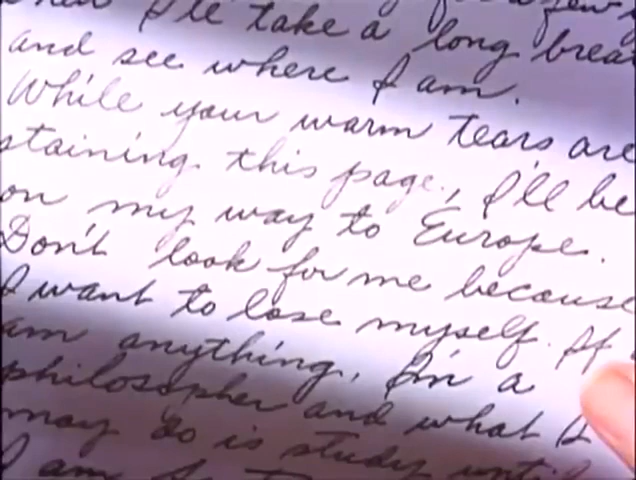 I'll take a long brea
and see where I am.
While your warm tears are
staining this page, I'll be
on my way to Europe.
Don't look for me because
I want to lose myself. If
am anything, I'm a
philosopher and what I
may do is study until
I am